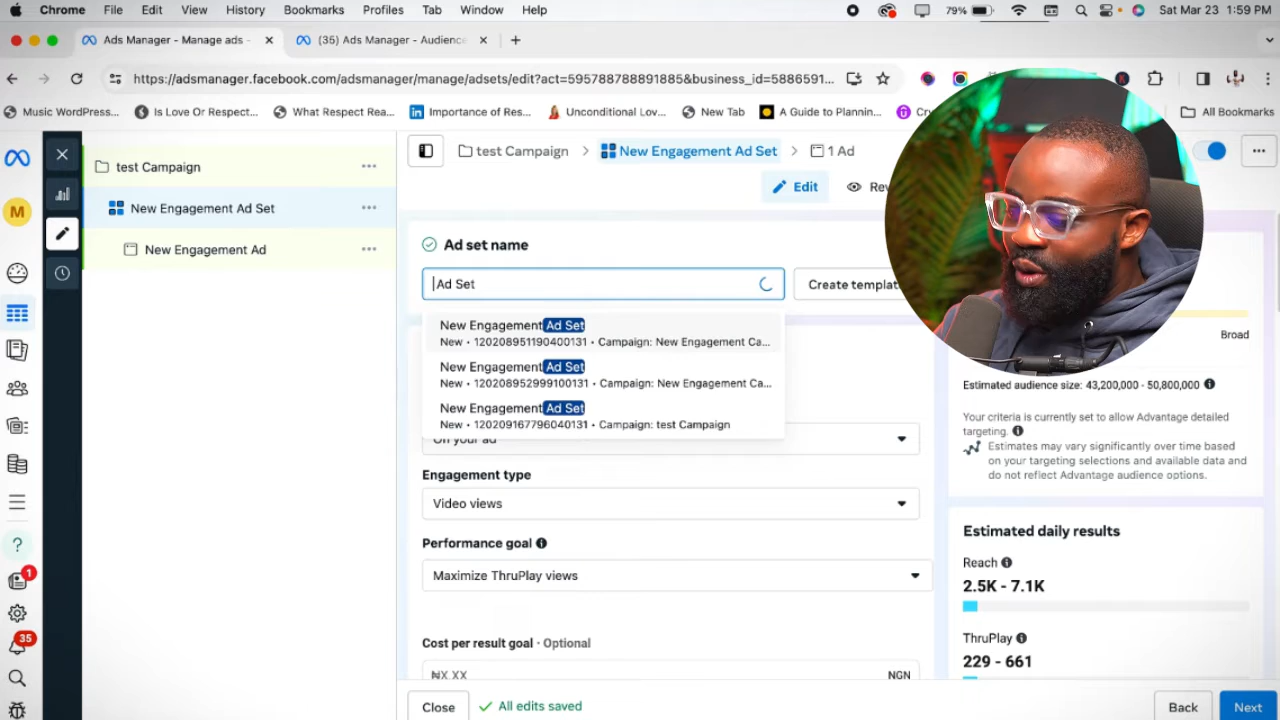 Chrome File Edit View History Bookmarks Profiles Tab Window Help 79% Sat Mar 23 1:59 PM
Ads Manager - Manage ads - (35) Ads Manager - Audience
https://adsmanager.facebook.com/adsmanager/manage/adsets/edit?act=595788788891885&business_id=5886591...
Music WordPress... Is Love Or Respect... What Respect Rea... Importance of Res... Unconditional Lov... New Tab A Guide to Plannin... All Bookmarks
test Campaign
New Engagement Ad Set
New Engagement Ad
M
1
35
test Campaign > New Engagement Ad Set > 1 Ad
Edit
Ad set name
Ad Set
Create templat
New Engagement Ad Set
New • 120208951190400131 • Campaign: New Engagement Ca...
New Engagement Ad Set
New • 120208952999100131 • Campaign: New Engagement Ca...
New Engagement Ad Set
New • 120209167796040131 • Campaign: test Campaign
On your ad
Engagement type
Video views
Performance goal
Maximize ThruPlay views
Cost per result goal · Optional
₦X.XX NGN
Close All edits saved Back Next
Broad
Estimated audience size: 43,200,000 - 50,800,000
Your criteria is currently set to allow Advantage detailed
targeting.
Estimates may vary significantly over time based
on your targeting selections and available data and
do not reflect Advantage audience options.
Estimated daily results
Reach
2.5K - 7.1K
ThruPlay
229 - 661